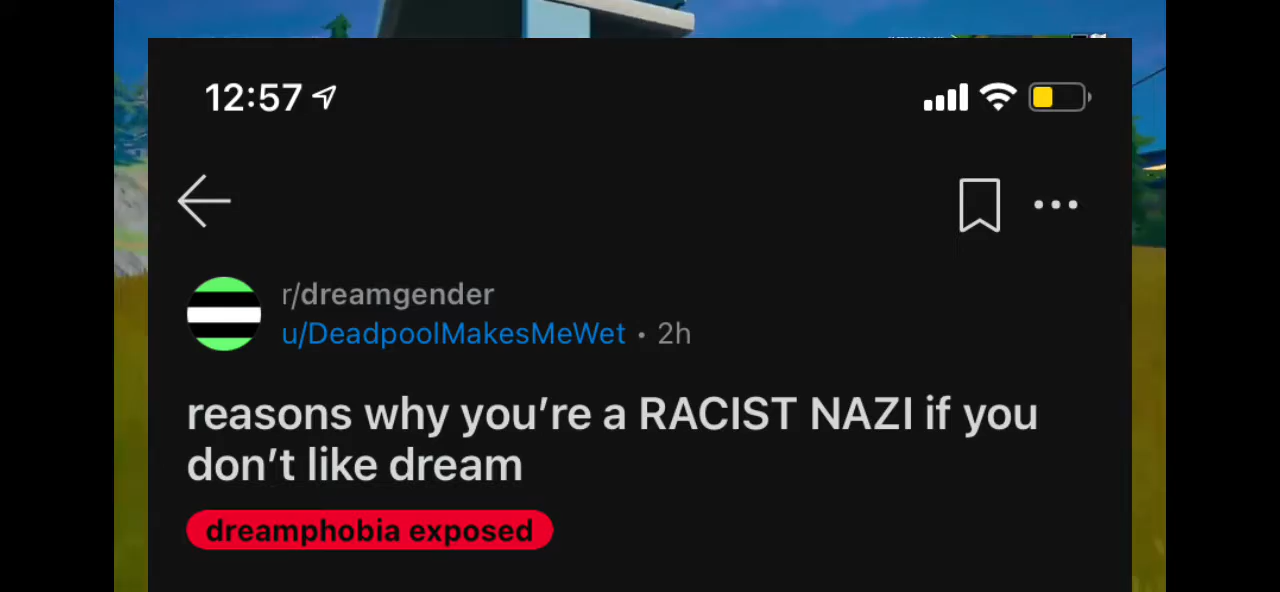 12:57
r/dreamgender
u/DeadpoolMakesMeWet • 2h
reasons why you’re a RACIST NAZI if you
don’t like dream
dreamphobia exposed